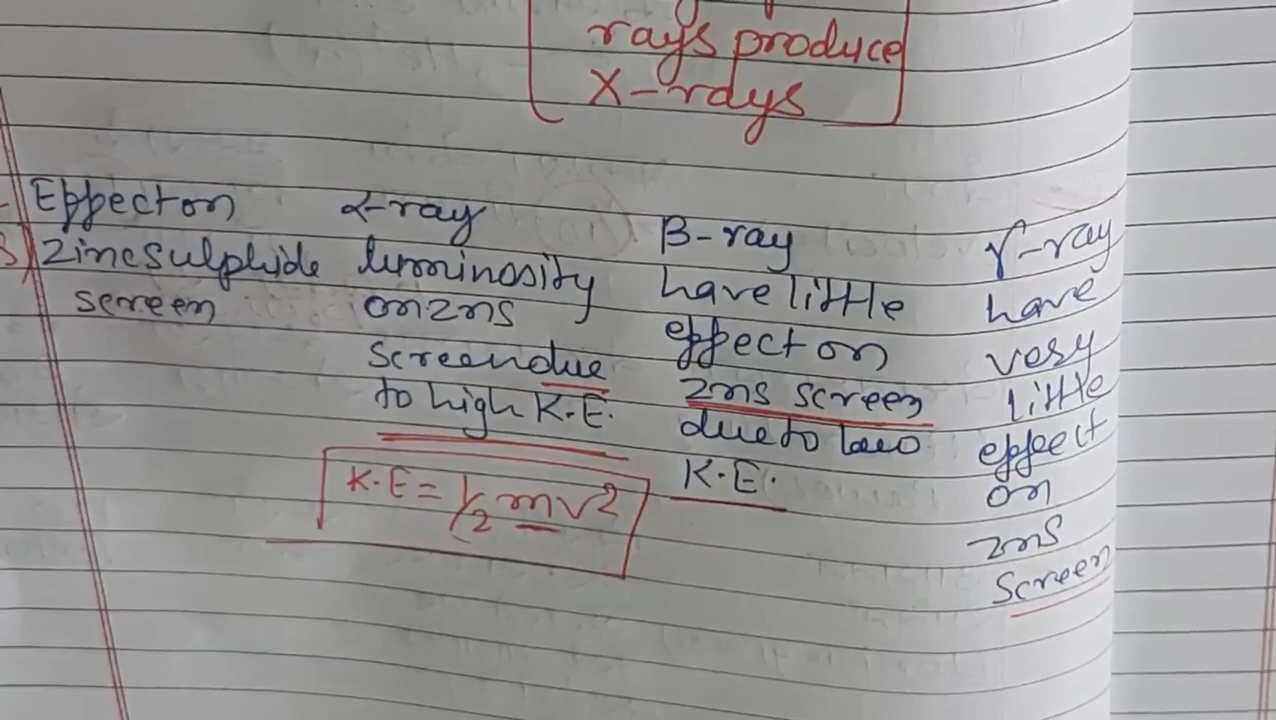 rays produce
X-rays
Effect on
8) Zinc sulphide
screen
α-ray
luminosity
on zns
screen due
to high K.E.
K.E = 1/2 mv2
β-ray
have little
effect on
zns screen
due to low
K.E.
γ-ray
have
very
little
effect
on
zns
Screen